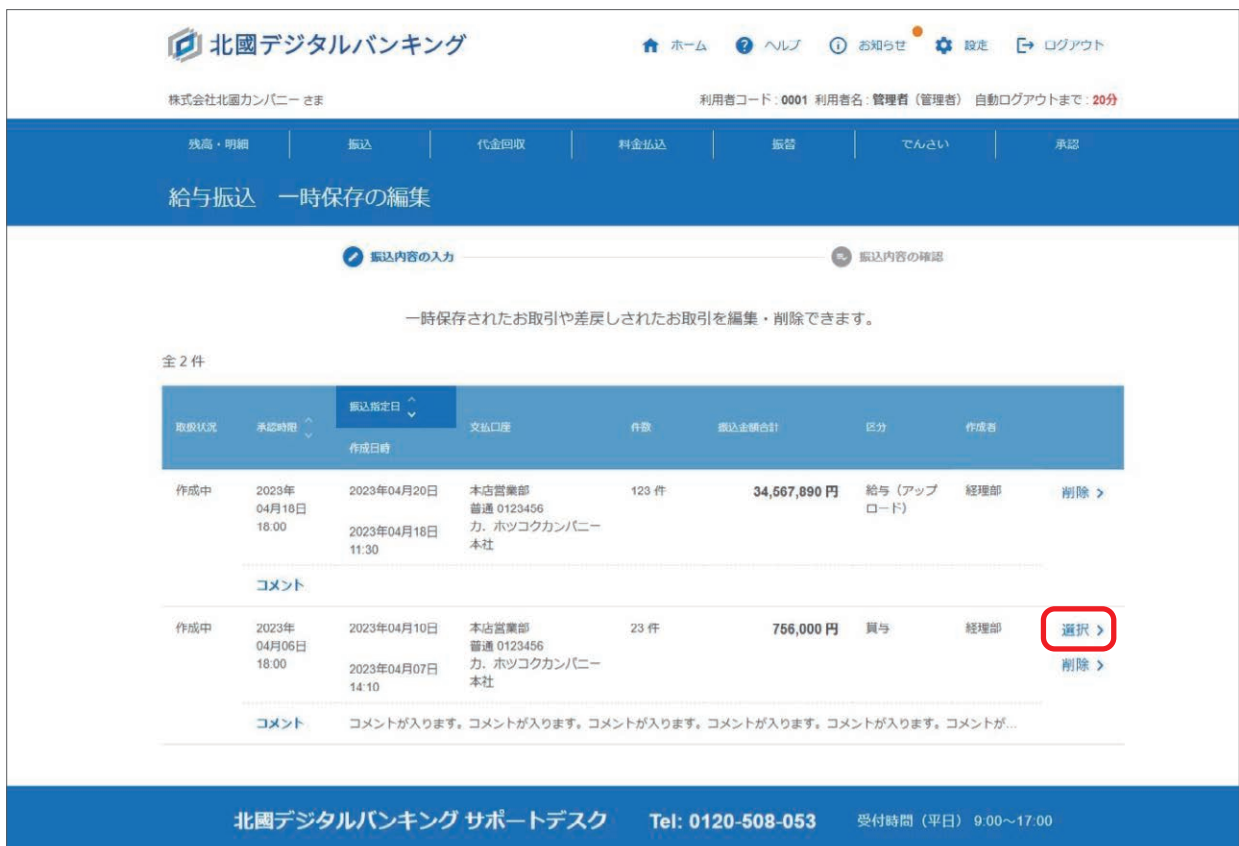 北國デジタルバンキング
ホーム ヘルプ お知らせ 設定 ログアウト
株式会社北國カンパニー さま
利用者コード : 0001 利用者名 : 管理者（管理者） 自動ログアウトまで : 20分
残高・明細 振込 代金回収 料金払込 振替 でんさい 承認
給与振込 一時保存の編集
振込内容の入力 振込内容の確認
一時保存されたお取引や差戻しされたお取引を編集・削除できます。
全2件
取扱状況 承認時限 振込指定日 支払口座 件数 振込金額合計 区分 作成者
作成日時
作成中 2023年 2023年04月20日 本店営業部 123 件 34,567,890 円 給与（アップ 経理部 削除
04月18日 普通 0123456 ロード）
18:00 2023年04月18日 カ．ホツコクカンパニー
11:30 本社
コメント
作成中 2023年 2023年04月10日 本店営業部 23 件 756,000 円 賞与 経理部 選択
04月06日 普通 0123456
18:00 2023年04月07日 カ．ホツコクカンパニー 削除
14:10 本社
コメント コメントが入ります。コメントが入ります。コメントが入ります。コメントが入ります。コメントが入ります。コメントが...
北國デジタルバンキング サポートデスク Tel: 0120-508-053 受付時間（平日） 9:00～17:00